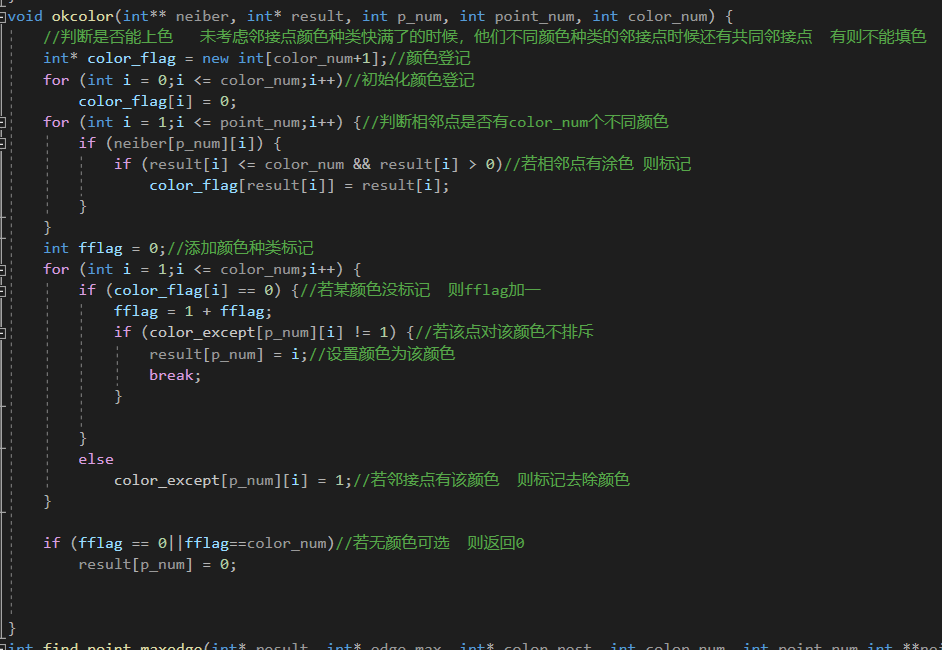 void okcolor(int** neiber, int* result, int p_num, int point_num, int color_num) {
//判断是否能上色   未考虑邻接点颜色种类快满了的时候，他们不同颜色种类的邻接点时候还有共同邻接点  有则不能填色
int* color_flag = new int[color_num+1];//颜色登记
for (int i = 0;i <= color_num;i++)//初始化颜色登记
color_flag[i] = 0;
for (int i = 1;i <= point_num;i++) {//判断相邻点是否有color_num个不同颜色
if (neiber[p_num][i]) {
if (result[i] <= color_num && result[i] > 0)//若相邻点有涂色 则标记
color_flag[result[i]] = result[i];
}
}
int fflag = 0;//添加颜色种类标记
for (int i = 1;i <= color_num;i++) {
if (color_flag[i] == 0) {//若某颜色没标记  则fflag加一
fflag = 1 + fflag;
if (color_except[p_num][i] != 1) {//若该点对该颜色不排斥
result[p_num] = i;//设置颜色为该颜色
break;
}
}
else
color_except[p_num][i] = 1;//若邻接点有该颜色  则标记去除颜色
}
if (fflag == 0||fflag==color_num)//若无颜色可选  则返回0
result[p_num] = 0;
}